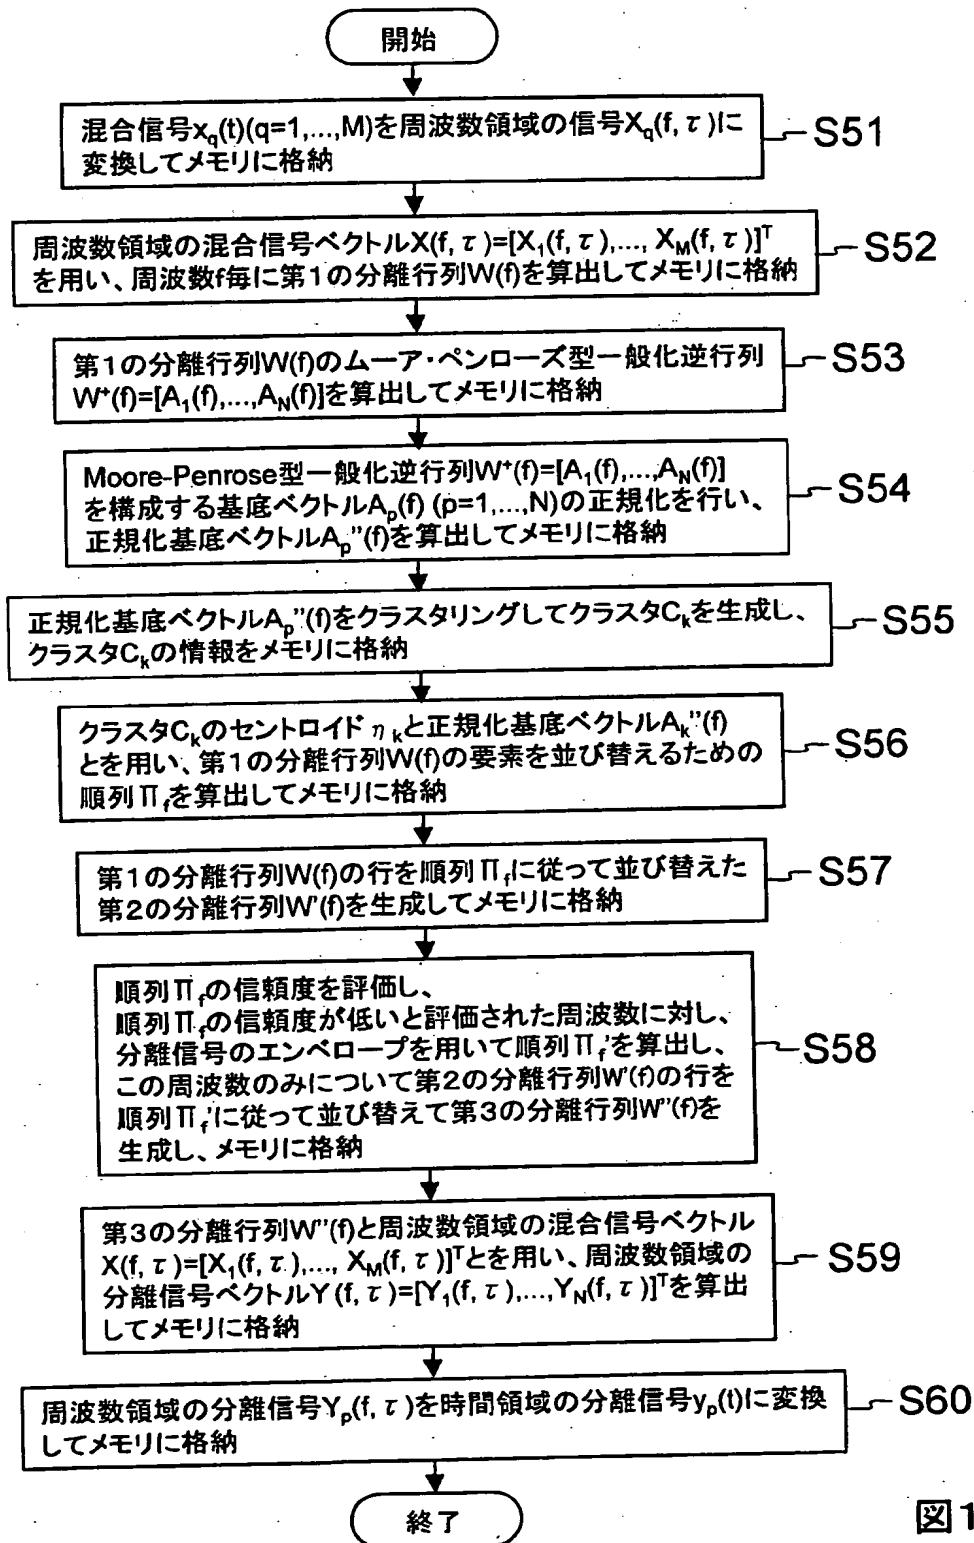 開始
混合信号x_q(t)(q=1,...,M)を周波数領域の信号X_q(f, τ)に
変換してメモリに格納
S51
周波数領域の混合信号ベクトルX(f, τ)=[X_1(f, τ),..., X_M(f, τ)]^T
を用い、周波数f毎に第1の分離行列W(f)を算出してメモリに格納
S52
第1の分離行列W(f)のムーア・ペンローズ型一般化逆行列
W^+(f)=[A_1(f),...,A_N(f)]を算出してメモリに格納
S53
Moore-Penrose型一般化逆行列W^+(f)=[A_1(f),...,A_N(f)]
を構成する基底ベクトルA_p(f) (p=1,...,N)の正規化を行い、
正規化基底ベクトルA_p''(f)を算出してメモリに格納
S54
正規化基底ベクトルA_p''(f)をクラスタリングしてクラスタC_kを生成し、
クラスタC_kの情報をメモリに格納
S55
クラスタC_kのセントロイドη_kと正規化基底ベクトルA_k''(f)
とを用い、第1の分離行列W(f)の要素を並び替えるための
順列Π_fを算出してメモリに格納
S56
第1の分離行列W(f)の行を順列Π_fに従って並び替えた
第2の分離行列W'(f)を生成してメモリに格納
S57
順列Π_fの信頼度を評価し、
順列Π_fの信頼度が低いと評価された周波数に対し、
分離信号のエンベロープを用いて順列Π_f'を算出し、
この周波数のみについて第2の分離行列W'(f)の行を
順列Π_f'に従って並び替えて第3の分離行列W''(f)を
生成し、メモリに格納
S58
第3の分離行列W''(f)と周波数領域の混合信号ベクトル
X(f, τ)=[X_1(f, τ),..., X_M(f, τ)]^Tとを用い、周波数領域の
分離信号ベクトルY(f, τ)=[Y_1(f, τ),...,Y_N(f, τ)]^Tを算出
してメモリに格納
S59
周波数領域の分離信号Y_p(f, τ)を時間領域の分離信号y_p(t)に変換
してメモリに格納
S60
終了
図1